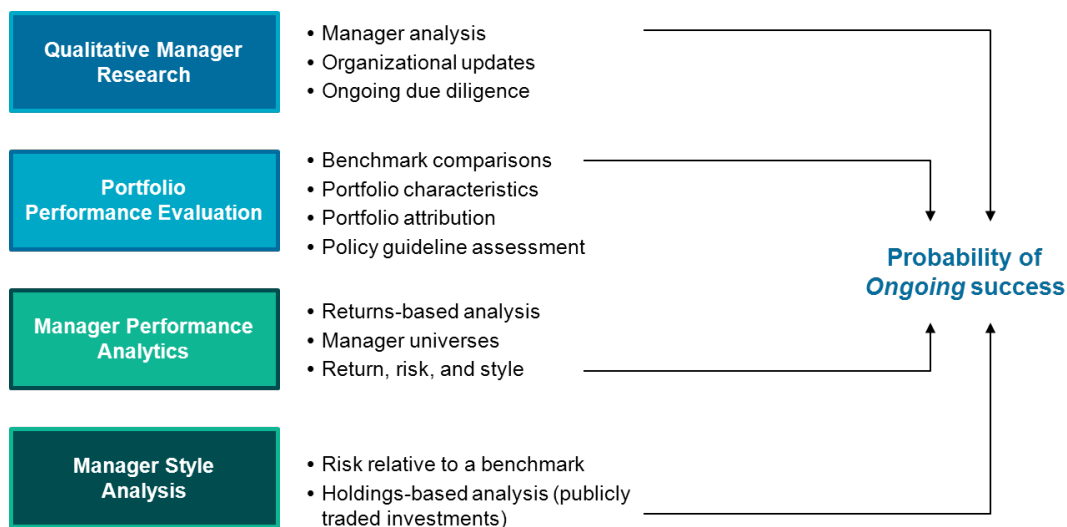 Qualitative Manager
Research
• Manager analysis
• Organizational updates
• Ongoing due diligence
Portfolio
Performance Evaluation
• Benchmark comparisons
• Portfolio characteristics
• Portfolio attribution
• Policy guideline assessment
Probability of
Ongoing success
Manager Performance
Analytics
• Returns-based analysis
• Manager universes
• Return, risk, and style
Manager Style
Analysis
• Risk relative to a benchmark
• Holdings-based analysis (publicly
traded investments)